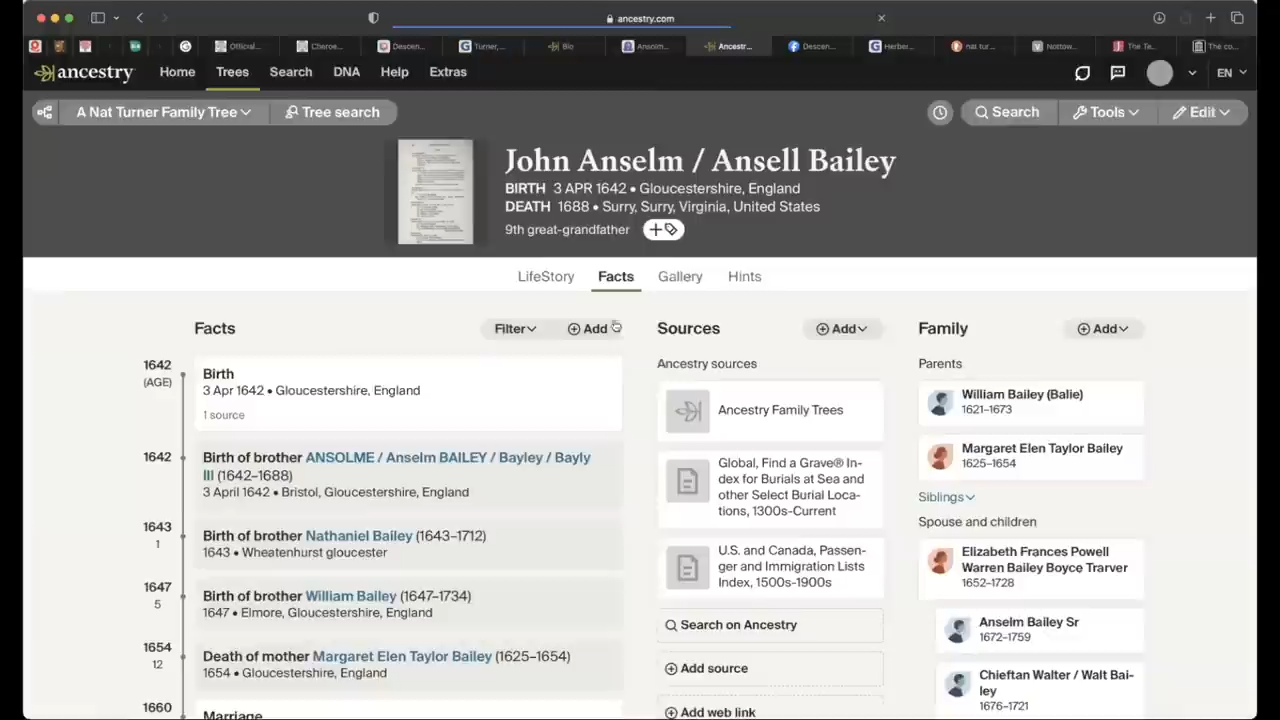 ancestry.com
Official...
Cheroe...
Descen...
Turner,...
Bio
Ansolm...
Ancestr...
Descen...
Herber...
nat tur...
Nottow...
The Ta...
The co...
ancestry
Home
Trees
Search
DNA
Help
Extras
EN
A Nat Turner Family Tree
Tree search
Search
Tools
Edit
John Anselm / Ansell Bailey
BIRTH 3 APR 1642 • Gloucestershire, England
DEATH 1688 • Surry, Surry, Virginia, United States
9th great-grandfather
LifeStory
Facts
Gallery
Hints
Facts
Filter
Add
1642
(AGE)
Birth
3 Apr 1642 • Gloucestershire, England
1 source
1642
Birth of brother ANSOLME / Anselm BAILEY / Bayley / Bayly
III (1642–1688)
3 April 1642 • Bristol, Gloucestershire, England
1643
1
Birth of brother Nathaniel Bailey (1643–1712)
1643 • Wheatenhurst gloucester
1647
5
Birth of brother William Bailey (1647–1734)
1647 • Elmore, Gloucestershire, England
1654
12
Death of mother Margaret Elen Taylor Bailey (1625–1654)
1654 • Gloucestershire, England
1660
Marriage
Sources
Add
Ancestry sources
Ancestry Family Trees
Global, Find a Grave® In-
dex for Burials at Sea and
other Select Burial Loca-
tions, 1300s-Current
U.S. and Canada, Passen-
ger and Immigration Lists
Index, 1500s-1900s
Search on Ancestry
Add source
Add web link
Family
Add
Parents
William Bailey (Balie)
1621–1673
Margaret Elen Taylor Bailey
1625–1654
Siblings
Spouse and children
Elizabeth Frances Powell
Warren Bailey Boyce Trarver
1652–1728
Anselm Bailey Sr
1672–1759
Chieftan Walter / Walt Bai-
ley
1676–1721